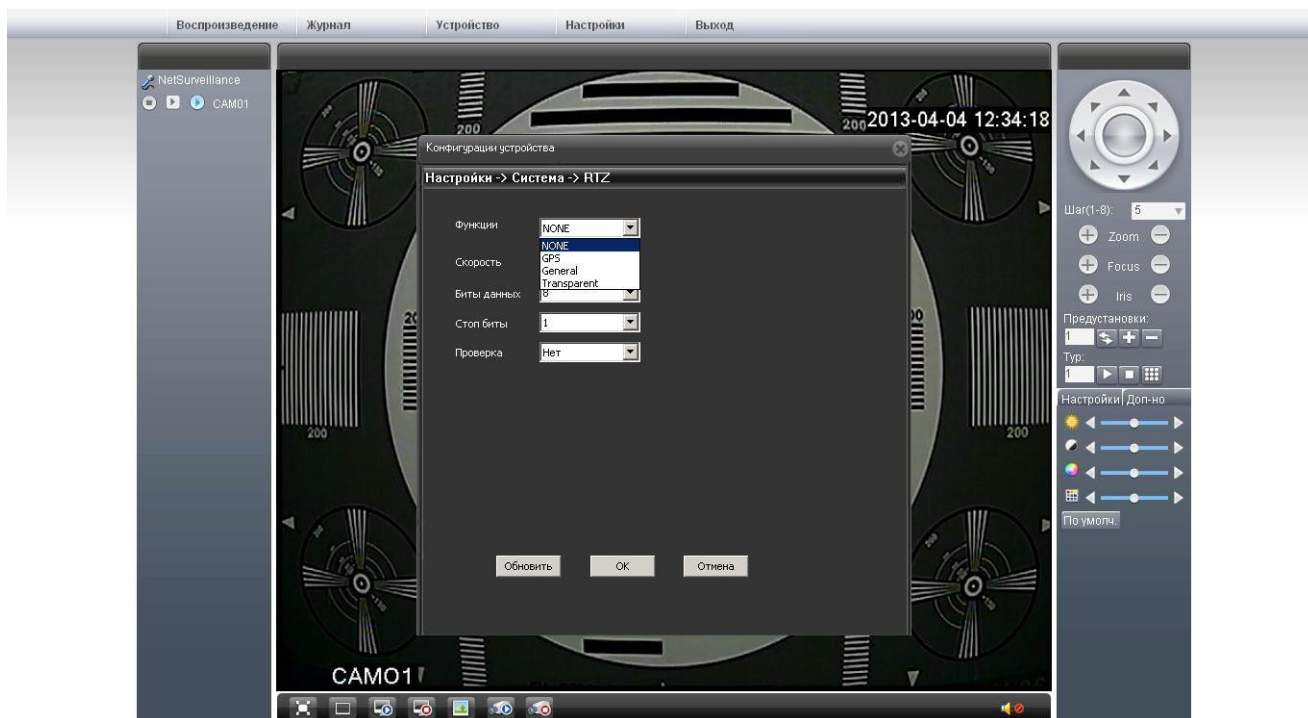 Воспроизведение Журнал Устройство Настройки Выход
NetSurveillance
CAM01
2013-04-04 12:34:18
200
200
Конфигурации устройства
Настройки -> Система -> RTZ
Функции NONE
NONE
GPS
General
Transparent
Скорость
Биты данных 8
Стоп биты 1
Проверка Нет
Обновить OK Отмена
200
200
CAM01
Шаг(1-8): 5
Zoom
Focus
Iris
Предустановки:
1
Тур:
1
Настройки Доп-но
По умолч.